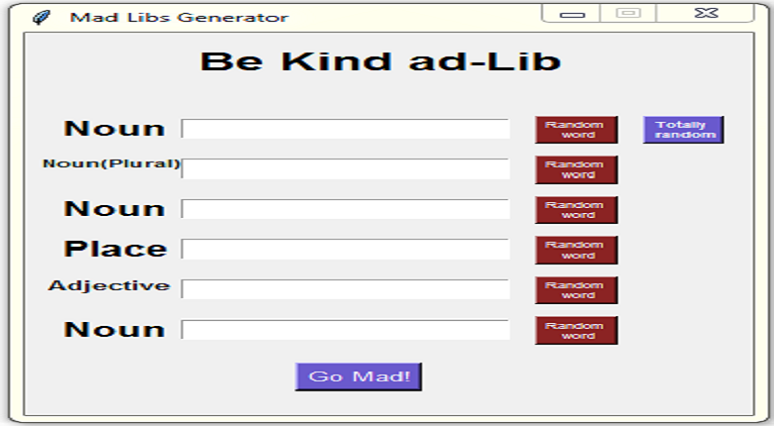 Mad Libs Generator
Be Kind ad-Lib
Noun
Random
word
Totally
random
Noun(Plural)
Random
word
Noun
Random
word
Place
Random
word
Adjective
Random
word
Noun
Random
word
Go Mad!